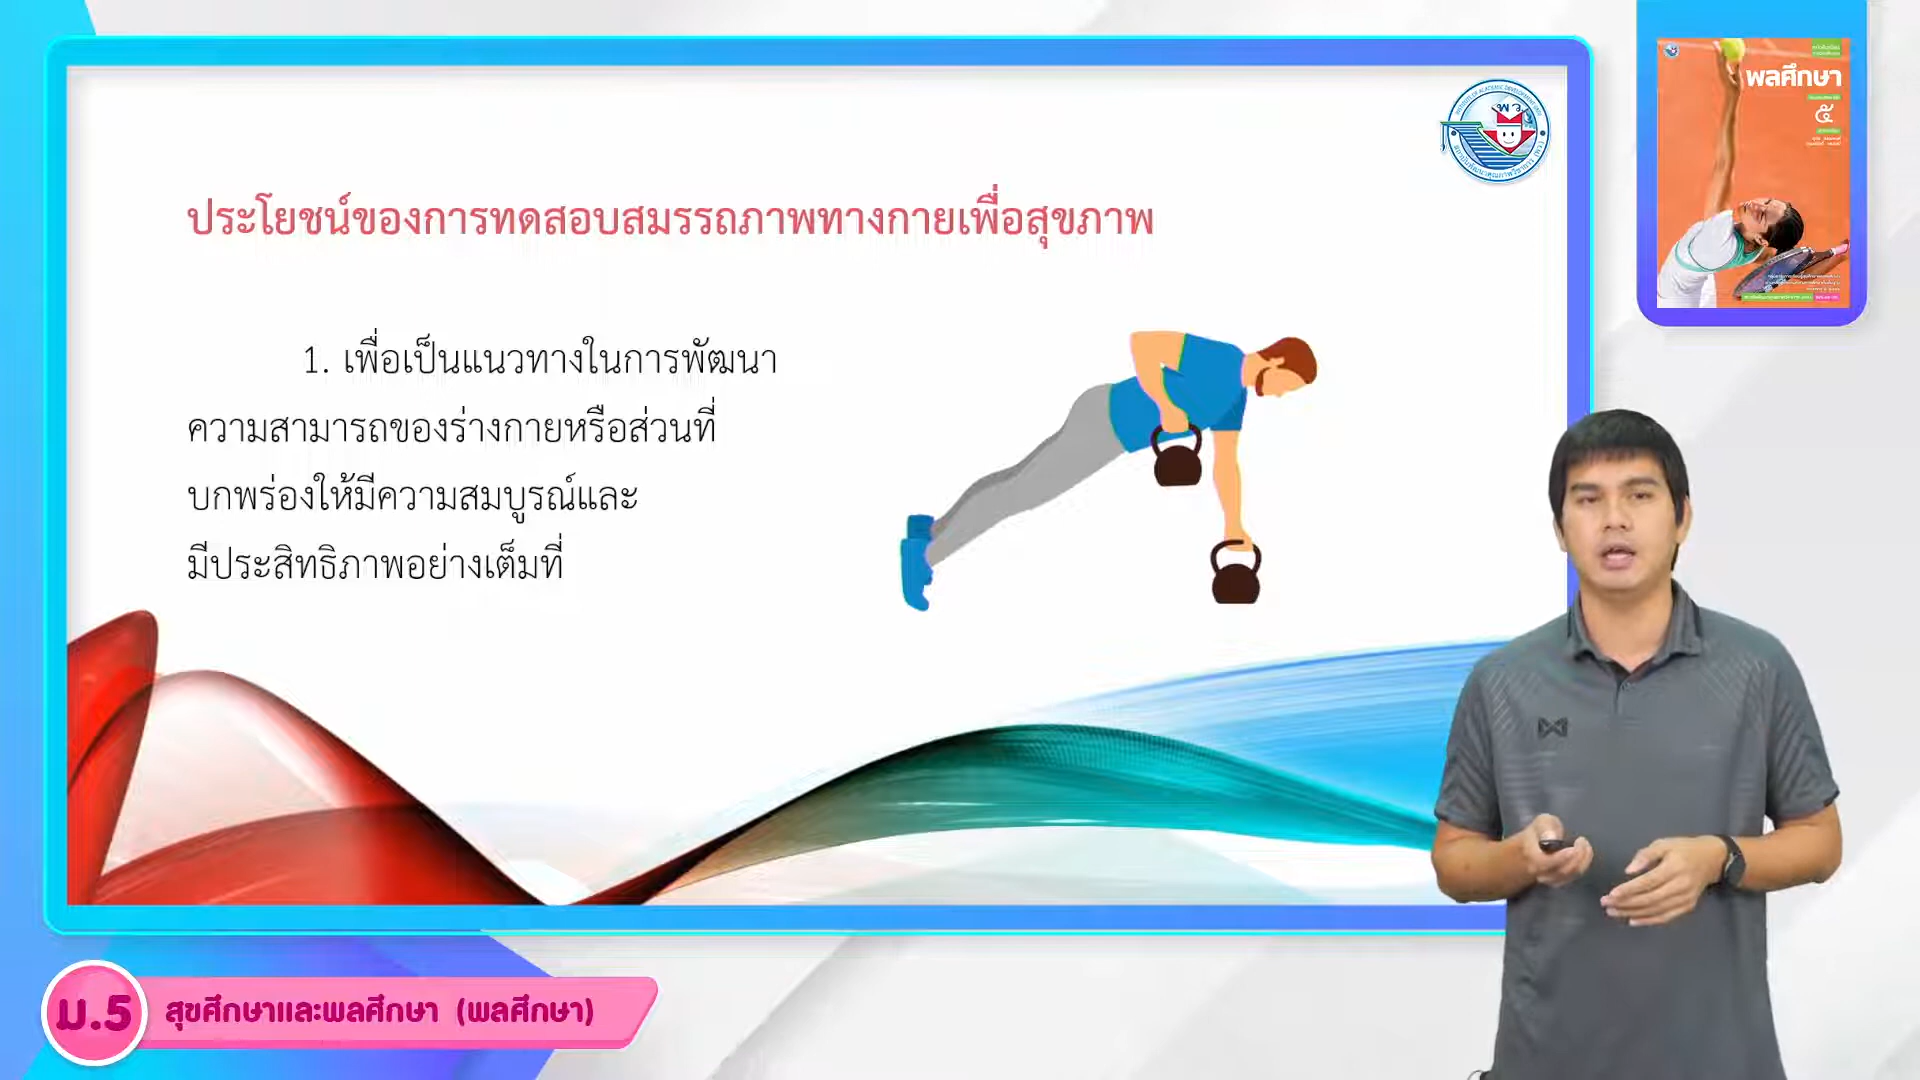 ประโยชน์ของการทดสอบสมรรถภาพทางกายเพื่อสุขภาพ
1. เพื่อเป็นแนวทางในการพัฒนา
ความสามารถของร่างกายหรือส่วนที่
บกพร่องให้มีความสมบูรณ์และ
มีประสิทธิภาพอย่างเต็มที่
พว.
พลศึกษา
๕
ม.5 สุขศึกษาและพลศึกษา (พลศึกษา)